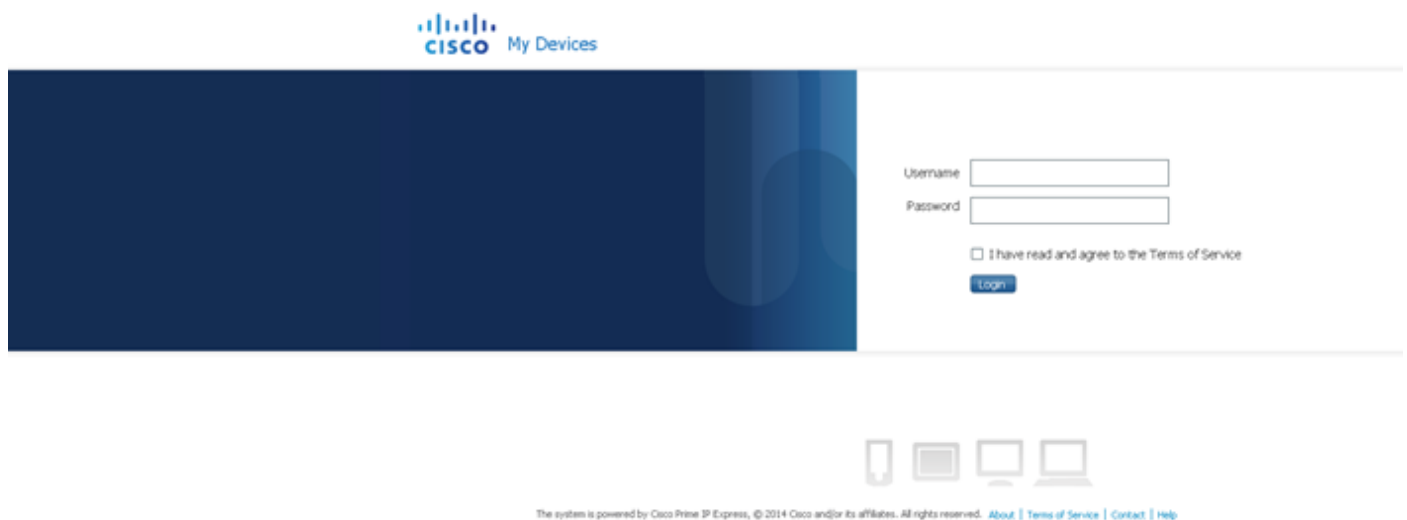 CISCO My Devices
Username
Password
I have read and agree to the Terms of Service
Login
The system is powered by Cisco Prime IP Express, © 2014 Cisco and/or its affiliates. All rights reserved. About | Terms of Service | Contact | Help